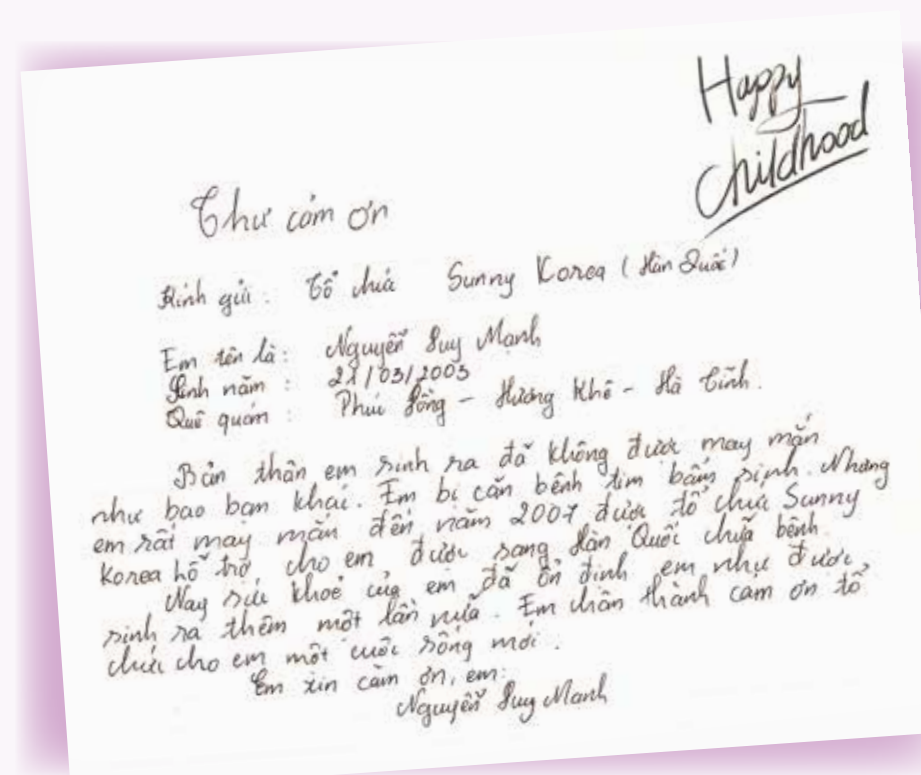 Happy
Childhood
Thư cảm ơn
Kính gửi : Tổ chức Sunny Korea ( Hàn Quốc )
Em tên là : Nguyễn Duy Mạnh
Sinh năm : 21/03/2003
Quê quán : Phúc Đồng - Hương Khê - Hà Tĩnh .
Bản thân em sinh ra đã không được may mắn
như bao bạn khác . Em bị căn bệnh tim bẩm sinh . Nhưng
em rất may mắn đến năm 2007 được tổ chức Sunny
Korea hỗ trợ cho em được sang Hàn Quốc chữa bệnh .
Nay sức khoẻ của em đã ổn định em như được
sinh ra thêm một lần nữa . Em chân thành cảm ơn tổ
chức cho em một cuộc sống mới .
Em xin cảm ơn, em:
Nguyễn Duy Mạnh